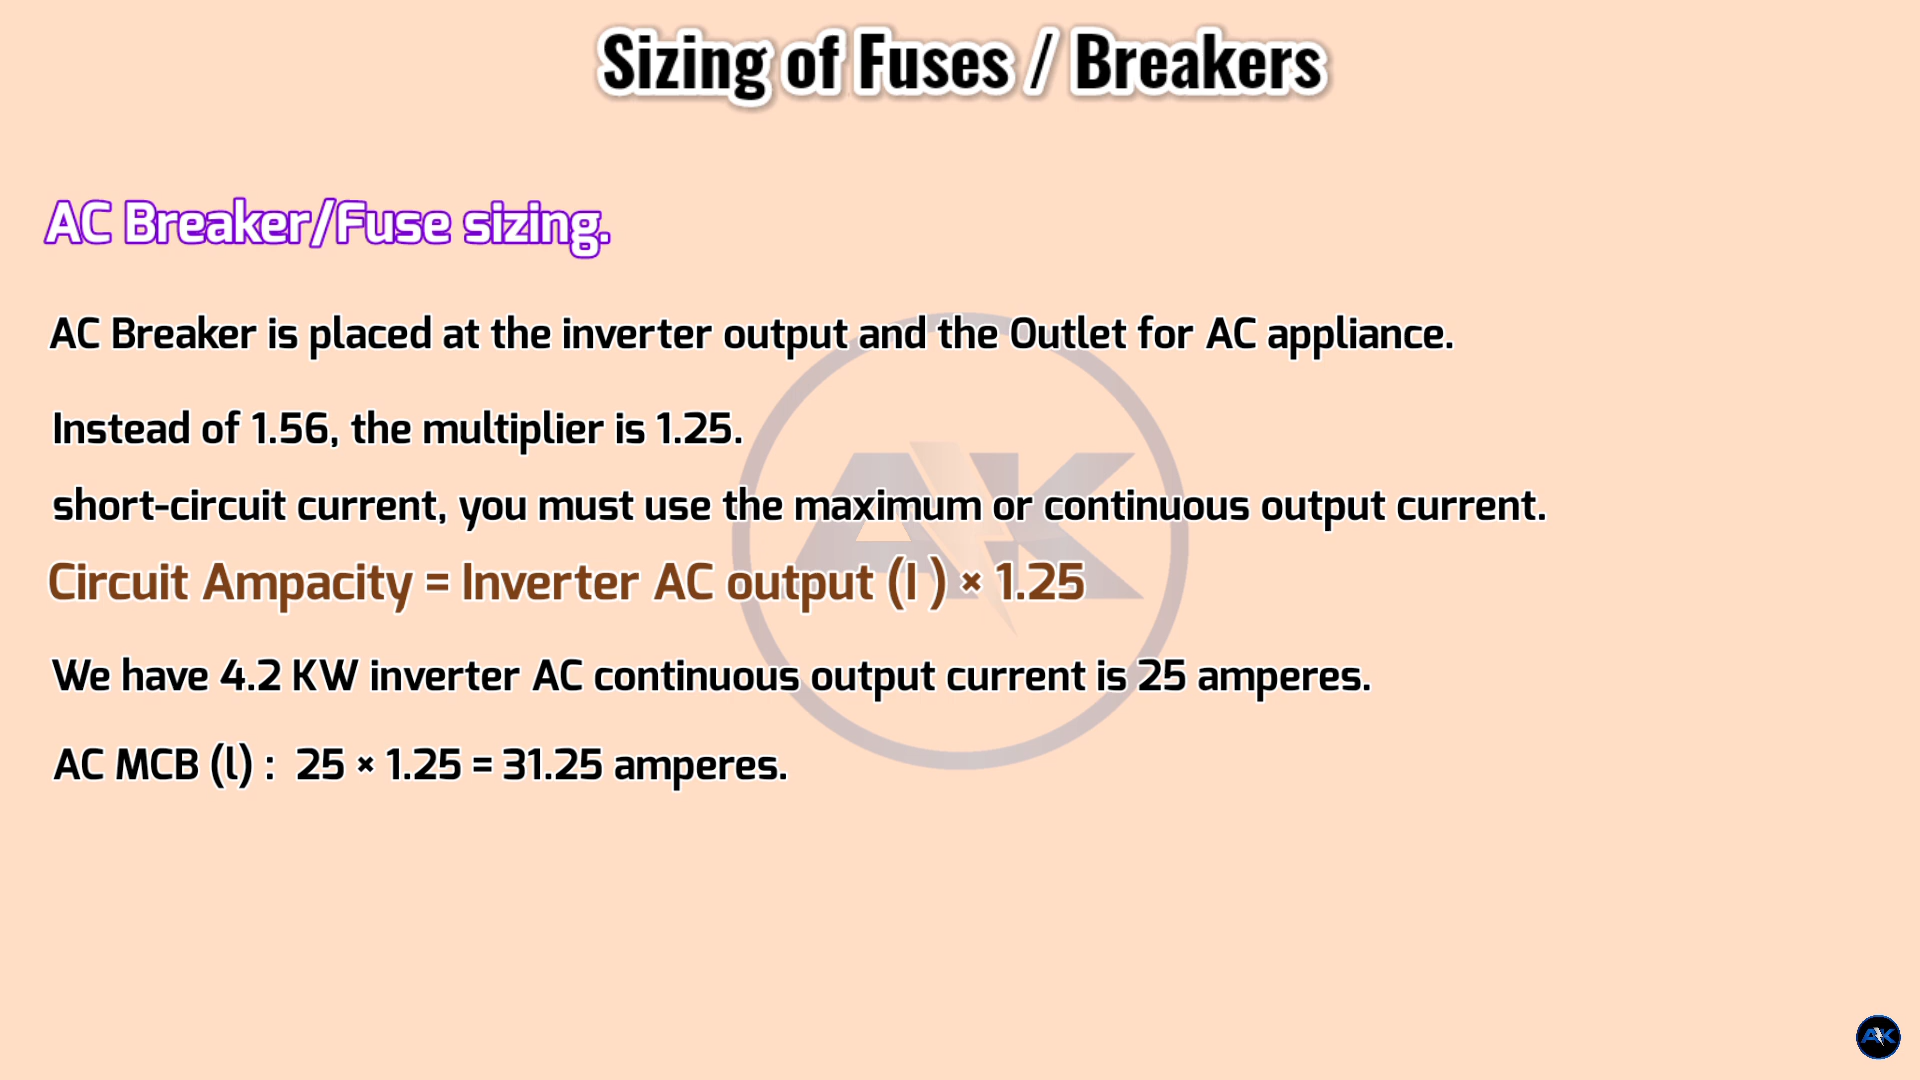 Sizing of Fuses / Breakers
AC Breaker/Fuse sizing.
AC Breaker is placed at the inverter output and the Outlet for AC appliance.
Instead of 1.56, the multiplier is 1.25.
short-circuit current, you must use the maximum or continuous output current.
Circuit Ampacity = Inverter AC output (I ) × 1.25
We have 4.2 KW inverter AC continuous output current is 25 amperes.
AC MCB (l) : 25 × 1.25 = 31.25 amperes.
AK
AK